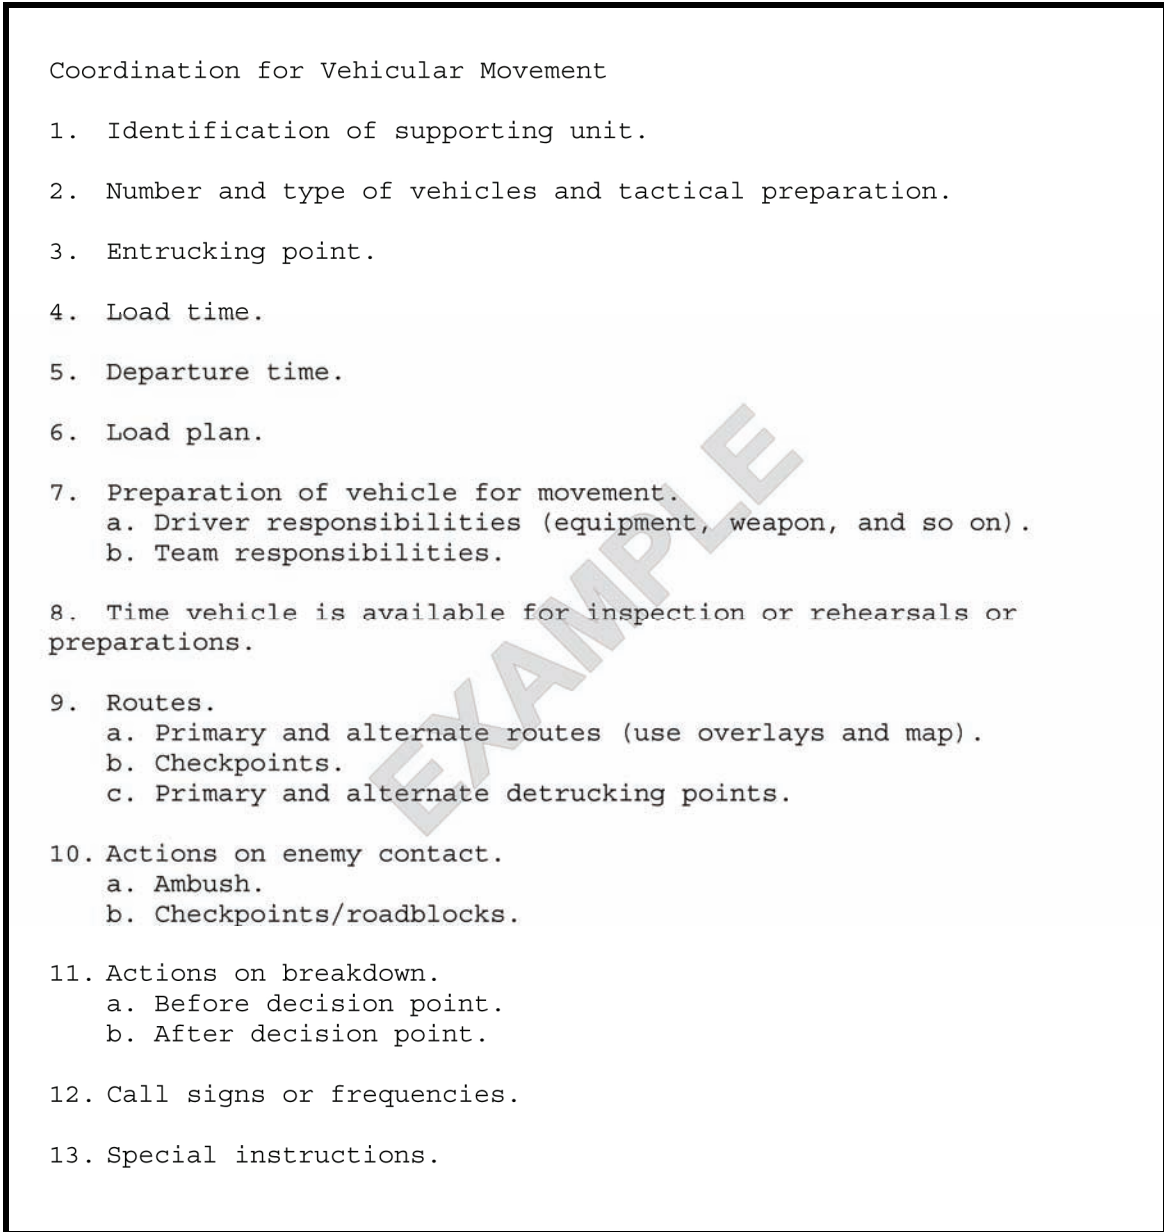 Coordination for Vehicular Movement
1. Identification of supporting unit.
2. Number and type of vehicles and tactical preparation.
3. Entrucking point.
4. Load time.
5. Departure time.
6. Load plan.
7. Preparation of vehicle for movement.
a. Driver responsibilities (equipment, weapon, and so on).
b. Team responsibilities.
8. Time vehicle is available for inspection or rehearsals or
preparations.
9. Routes.
a. Primary and alternate routes (use overlays and map).
b. Checkpoints.
c. Primary and alternate detrucking points.
10. Actions on enemy contact.
a. Ambush.
b. Checkpoints/roadblocks.
11. Actions on breakdown.
a. Before decision point.
b. After decision point.
12. Call signs or frequencies.
13. Special instructions.
EXAMPLE